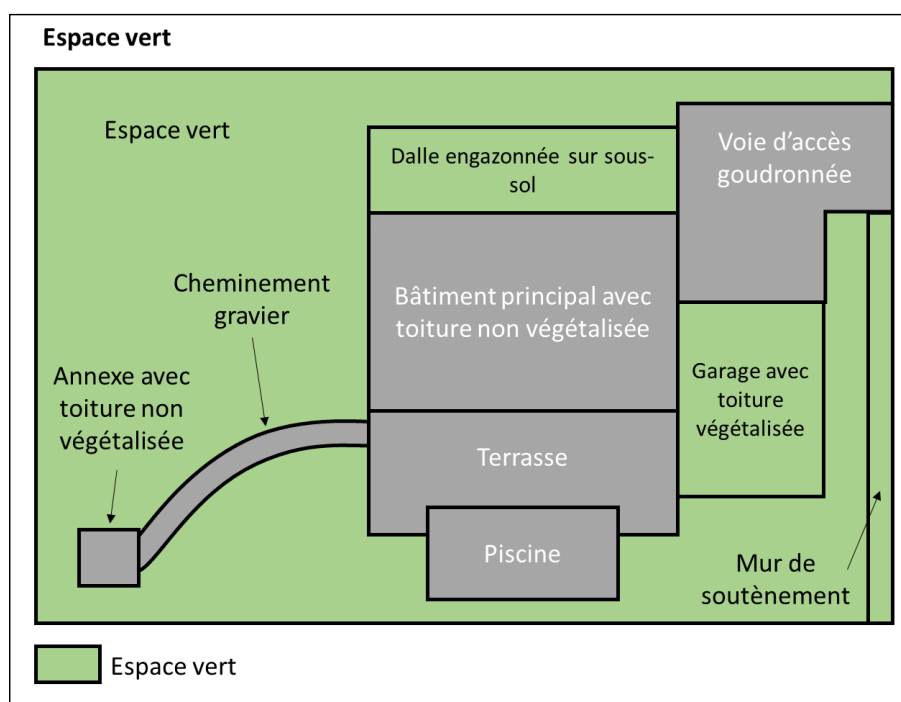 Espace vert
Espace vert
Dalle engazonnée sur sous-
sol
Voie d’accès
goudronnée
Cheminement
gravier
Bâtiment principal avec
toiture non végétalisée
Annexe avec
toiture non
végétalisée
Garage avec
toiture
végétalisée
Terrasse
Piscine
Mur de
soutènement
Espace vert